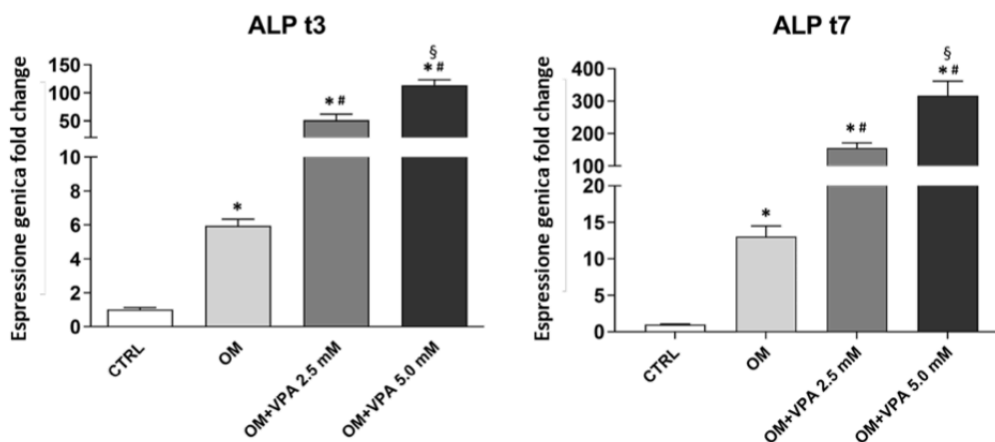 ALP t3
Espressione genica fold change
150
100
50
10
8
6
4
2
0
*
*#
§
*#
CTRL
OM
OM+VPA 2.5 mM
OM+VPA 5.0 mM
ALP t7
Espressione genica fold change
400
300
200
100
20
15
10
5
0
*
*#
§
*#
CTRL
OM
OM+VPA 2.5 mM
OM+VPA 5.0 mM